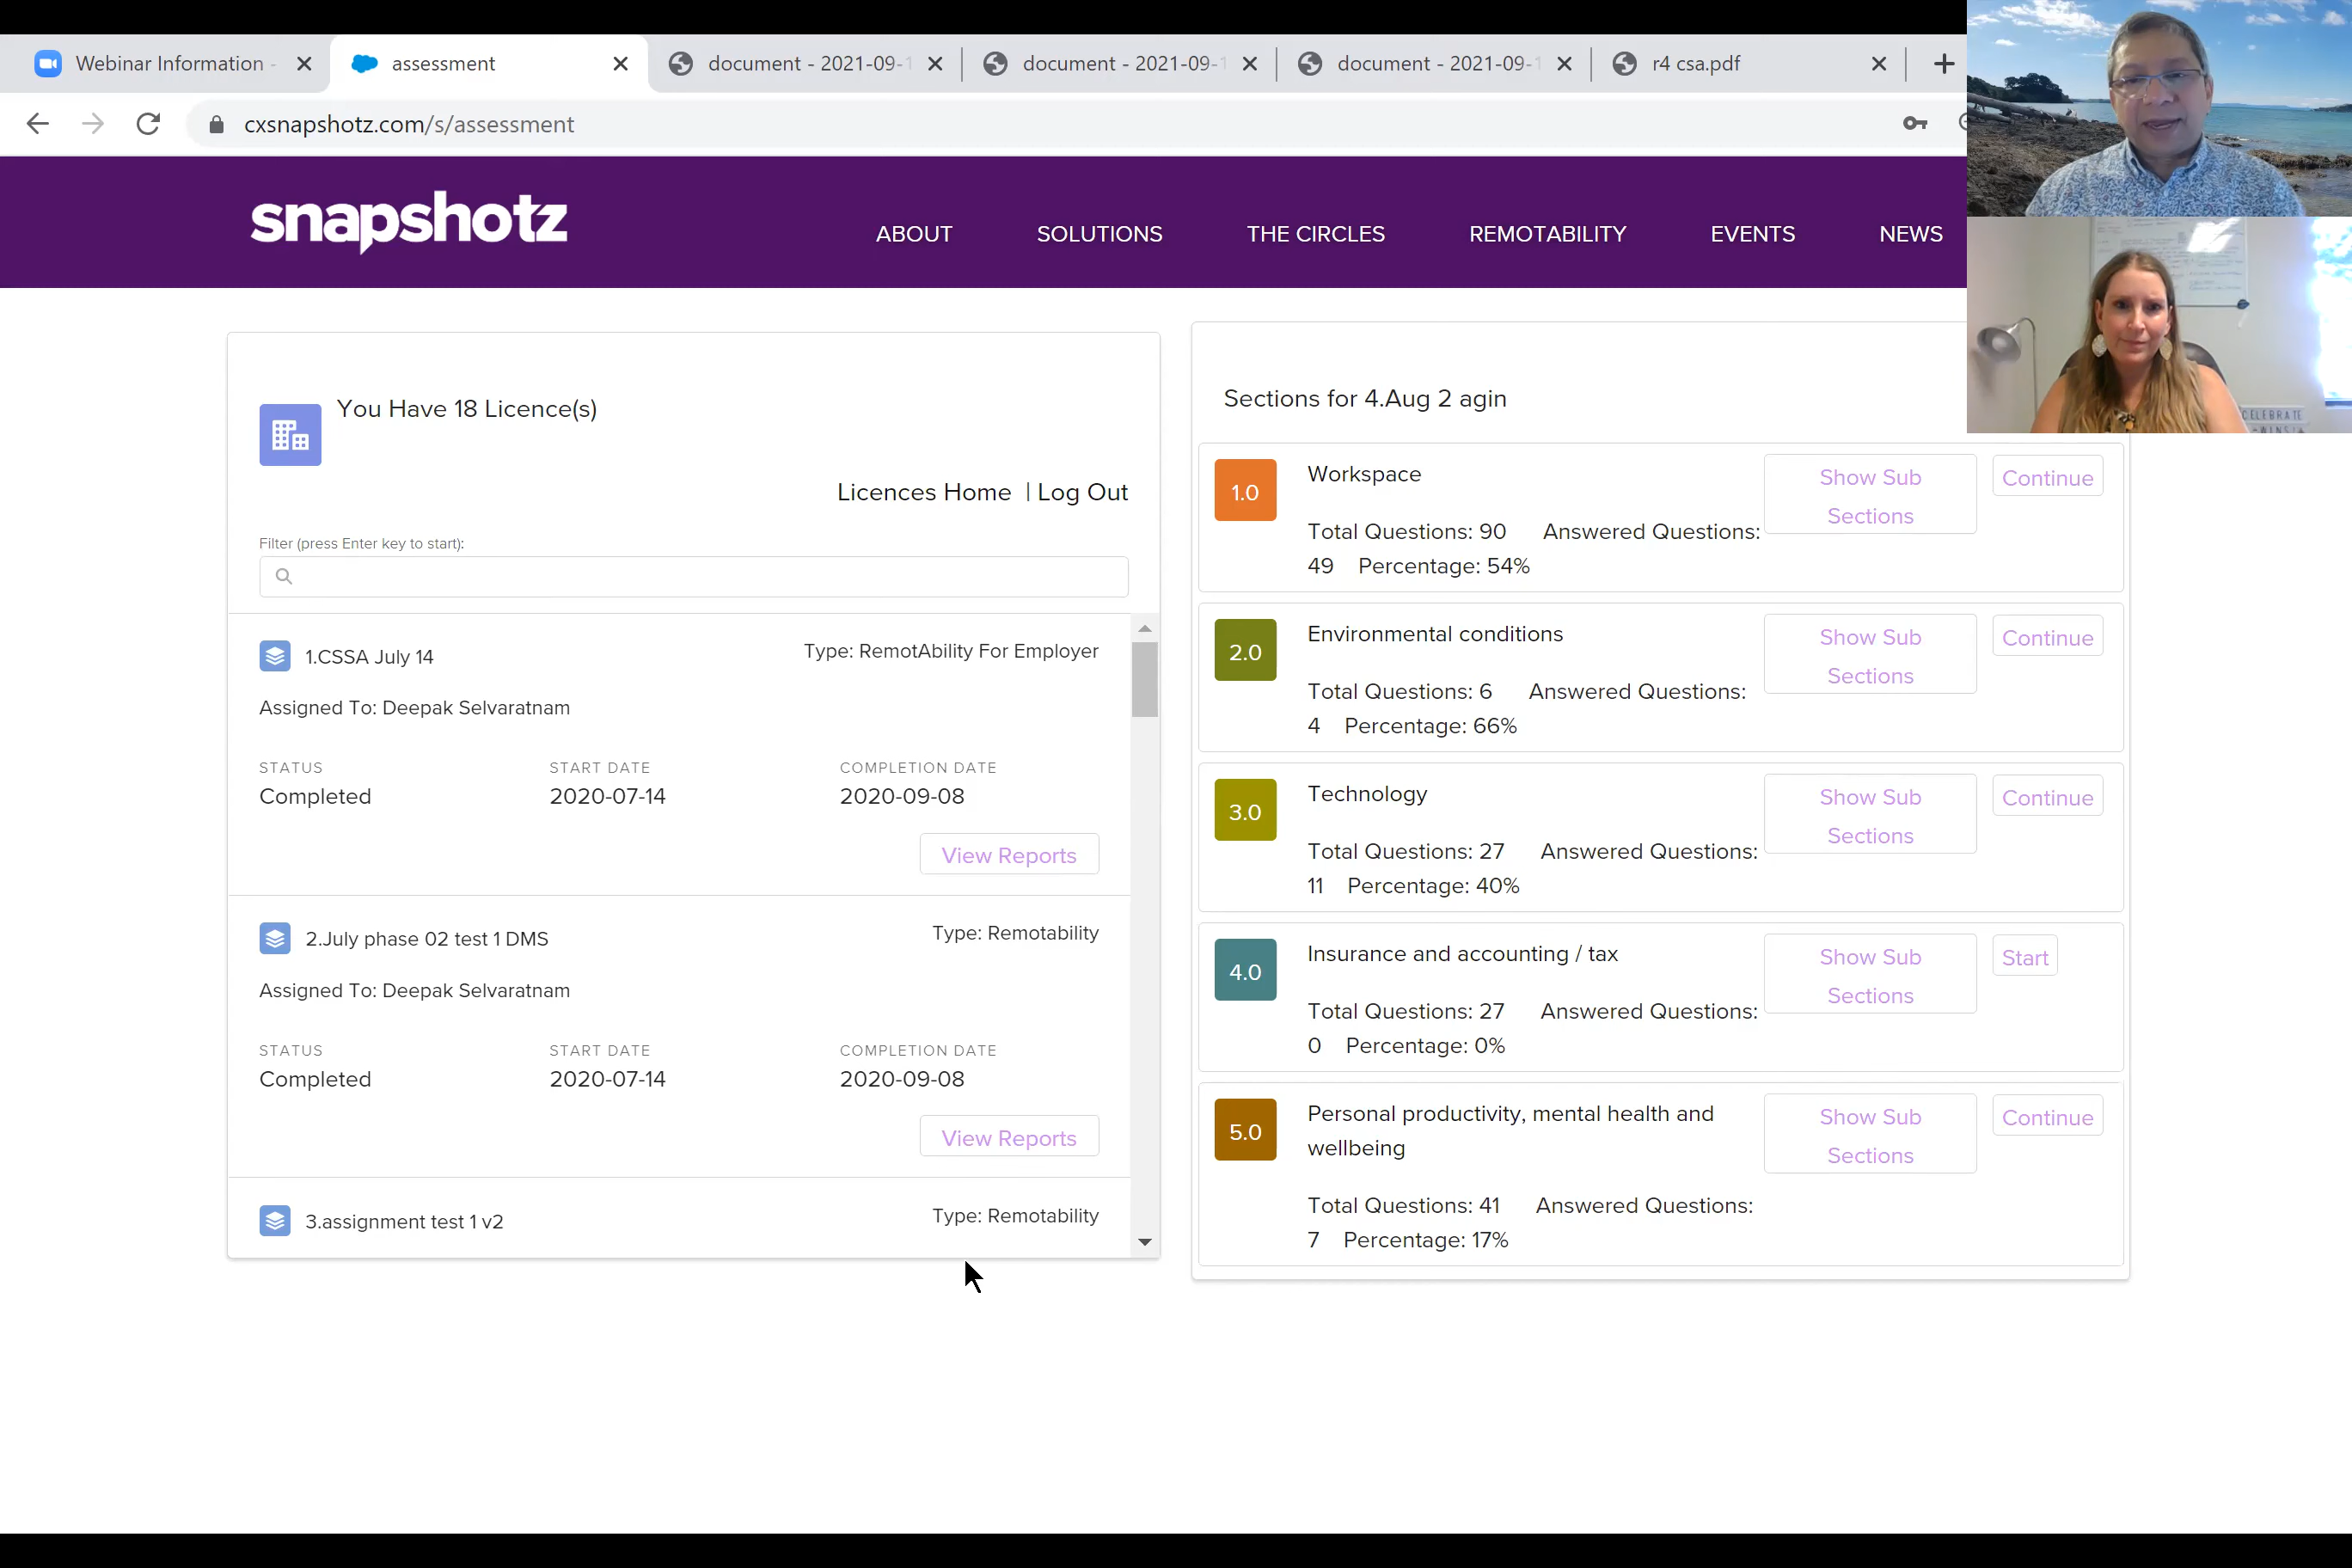 Webinar Information -
assessment
document - 2021-09-1
document - 2021-09-1
document - 2021-09-
r4 csa.pdf
cxsnapshotz.com/s/assessment
snapshotz
ABOUT
SOLUTIONS
THE CIRCLES
REMOTABILITY
EVENTS
NEWS
You Have 18 Licence(s)
Licences Home | Log Out
Filter (press Enter key to start):
1.CSSA July 14
Type: RemotAbility For Employer
Assigned To: Deepak Selvaratnam
STATUS START DATE COMPLETION DATE
Completed 2020-07-14 2020-09-08
View Reports
2.July phase 02 test 1 DMS
Type: Remotability
Assigned To: Deepak Selvaratnam
STATUS START DATE COMPLETION DATE
Completed 2020-07-14 2020-09-08
View Reports
3.assignment test 1 v2
Type: Remotability
Sections for 4.Aug 2 agin
1.0
Workspace
Total Questions: 90 Answered Questions:
49 Percentage: 54%
Show Sub
Sections
Continue
2.0
Environmental conditions
Total Questions: 6 Answered Questions:
4 Percentage: 66%
Show Sub
Sections
Continue
3.0
Technology
Total Questions: 27 Answered Questions:
11 Percentage: 40%
Show Sub
Sections
Continue
4.0
Insurance and accounting / tax
Total Questions: 27 Answered Questions:
0 Percentage: 0%
Show Sub
Sections
Start
5.0
Personal productivity, mental health and
wellbeing
Total Questions: 41 Answered Questions:
7 Percentage: 17%
Show Sub
Sections
Continue
CELEBRATE